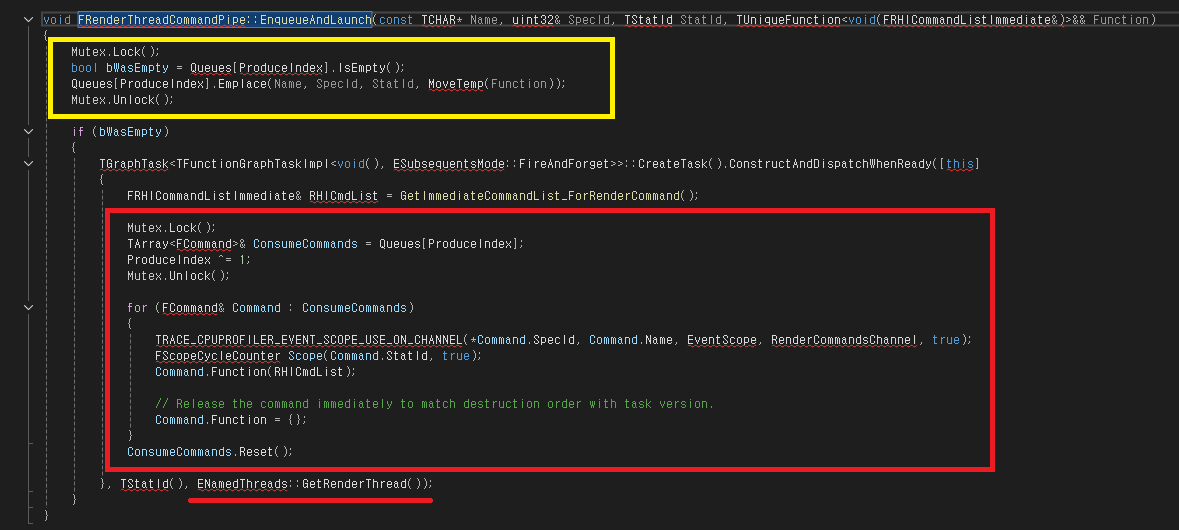 void FRenderThreadCommandPipe::EnqueueAndLaunch(const TCHAR* Name, uint32& SpecId, TStatId StatId, TUniqueFunction<void(FRHICommandListImmediate&)>&& Function)
{
Mutex.Lock();
bool bWasEmpty = Queues[ProduceIndex].IsEmpty();
Queues[ProduceIndex].Emplace(Name, SpecId, StatId, MoveTemp(Function));
Mutex.Unlock();
if (bWasEmpty)
{
TGraphTask<TFunctionGraphTaskImpl<void(), ESubsequentsMode::FireAndForget>>::CreateTask().ConstructAndDispatchWhenReady([this]
{
FRHICommandListImmediate& RHICmdList = GetImmediateCommandList_ForRenderCommand();
Mutex.Lock();
TArray<FCommand>& ConsumeCommands = Queues[ProduceIndex];
ProduceIndex ^= 1;
Mutex.Unlock();
for (FCommand& Command : ConsumeCommands)
{
TRACE_CPUPROFILER_EVENT_SCOPE_USE_ON_CHANNEL(*Command.SpecId, Command.Name, EventScope, RenderCommandsChannel, true);
FScopeCycleCounter Scope(Command.StatId, true);
Command.Function(RHICmdList);
// Release the command immediately to match destruction order with task version.
Command.Function = {};
}
ConsumeCommands.Reset();
}, TStatId(), ENamedThreads::GetRenderThread());
}
}